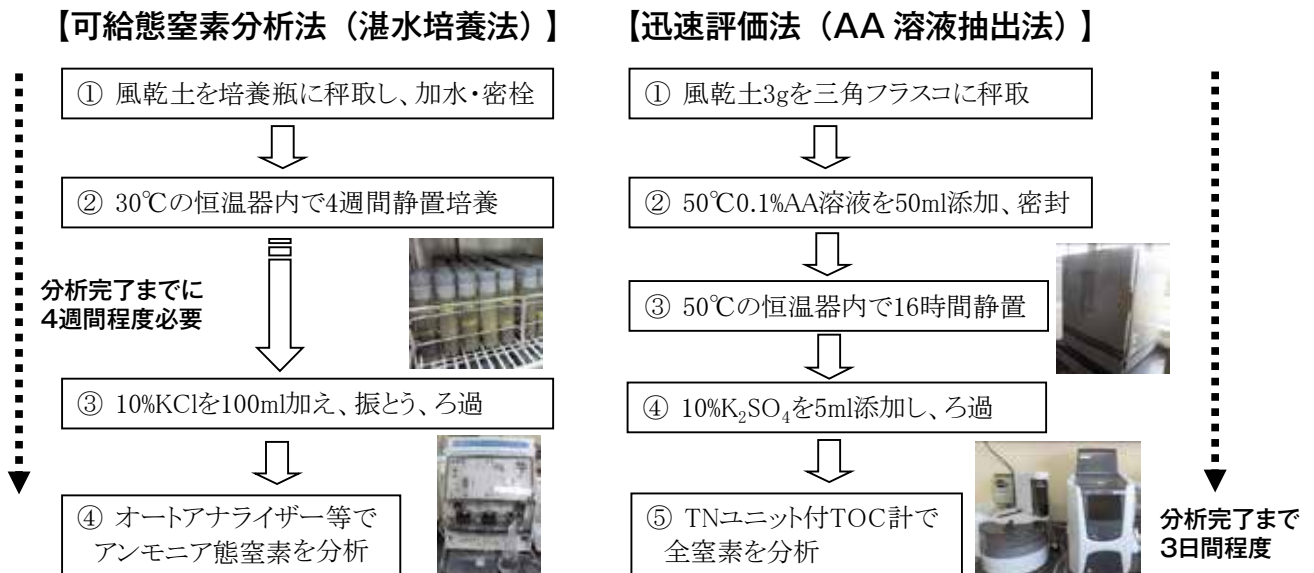 【可給態窒素分析法（湛水培養法）】
① 風乾土を培養瓶に秤取し、加水・密栓
② 30℃の恒温器内で4週間静置培養
分析完了までに
4週間程度必要
③ 10%KClを100ml加え、振とう、ろ過
④ オートアナライザー等で
アンモニア態窒素を分析
【迅速評価法（AA 溶液抽出法）】
① 風乾土3gを三角フラスコに秤取
② 50℃0.1%AA溶液を50ml添加、密封
③ 50℃の恒温器内で16時間静置
④ 10%K₂SO₄を5ml添加し、ろ過
⑤ TNユニット付TOC計で
全窒素を分析
分析完了まで
3日間程度